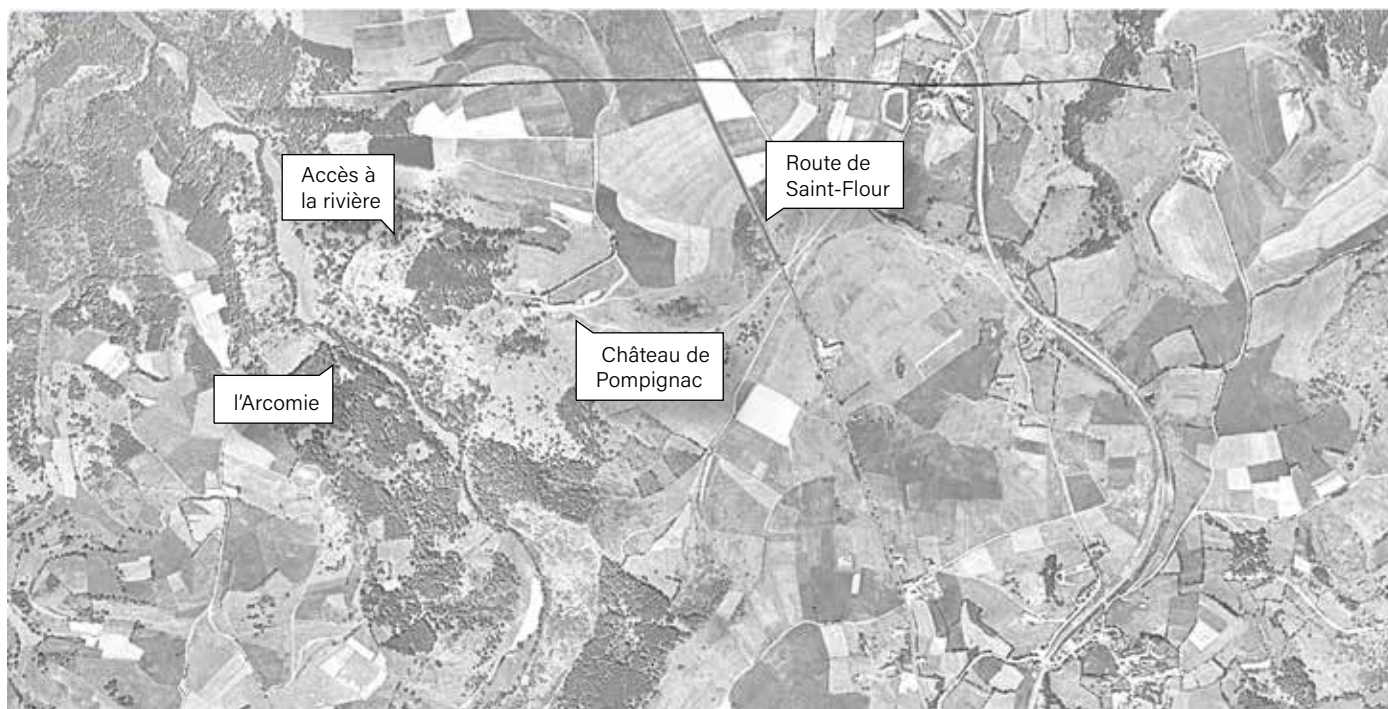 Accès à
la rivière
Route de
Saint-Flour
Château de
Pompignac
l'Arcomie